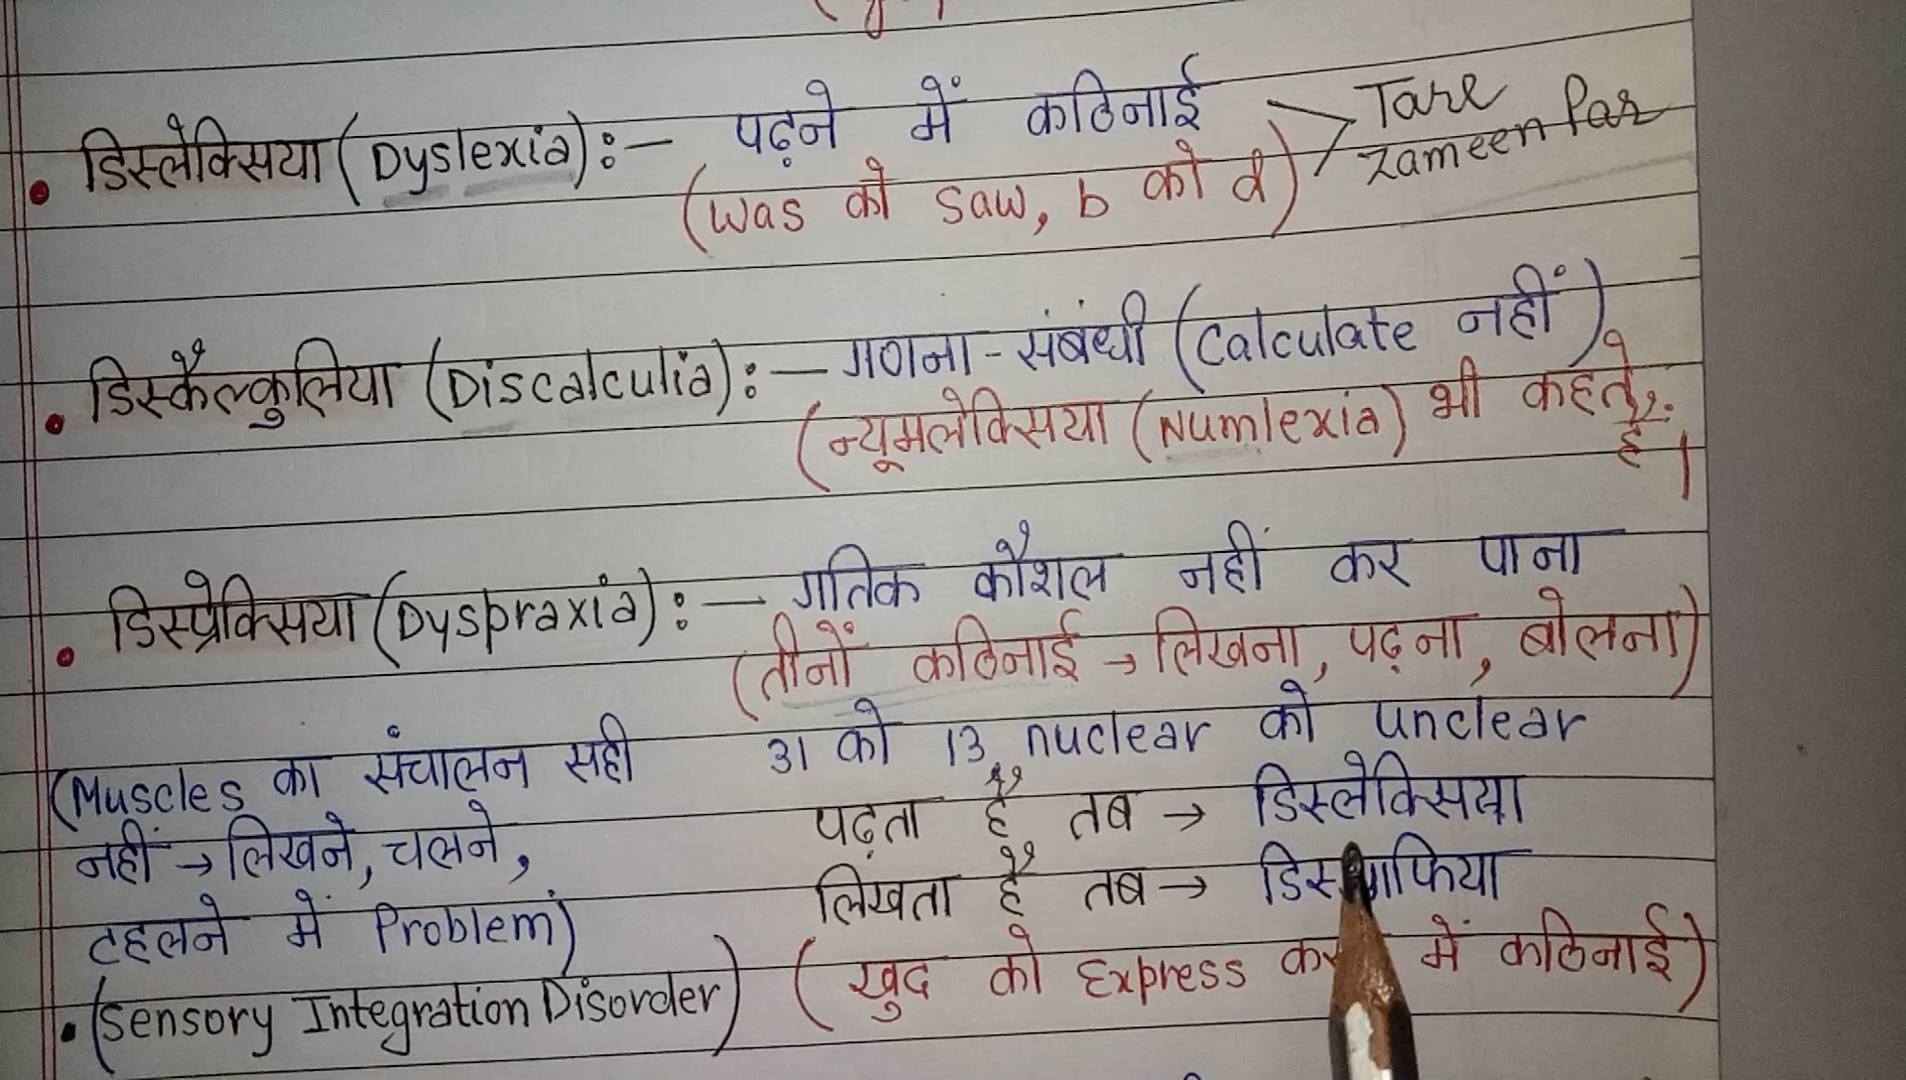 • डिस्लेक्सिया (Dyslexia):— पढ़ने में कठिनाई > Tare Zameen Par
(was को saw, b को d)
• डिस्कैल्कुलिया (Discalculia):— गणना-संबंधी (Calculate नहीं)
(न्यूमलेक्सिया (Numlexia) भी कहते हैं।
• डिस्प्रेक्सिया (Dyspraxia):— गतिक कौशल नहीं कर पाना
(तीनों कठिनाई → लिखना, पढ़ना, बोलना)
(Muscles का संचालन सही
नहीं → लिखने, चलने,
टहलने में Problem)
• (Sensory Integration Disorder)
31 को 13, nuclear को unclear
पढ़ता है तब → डिस्लेक्सिया
लिखता है तब →
(खुद को Express में कठिनाई)